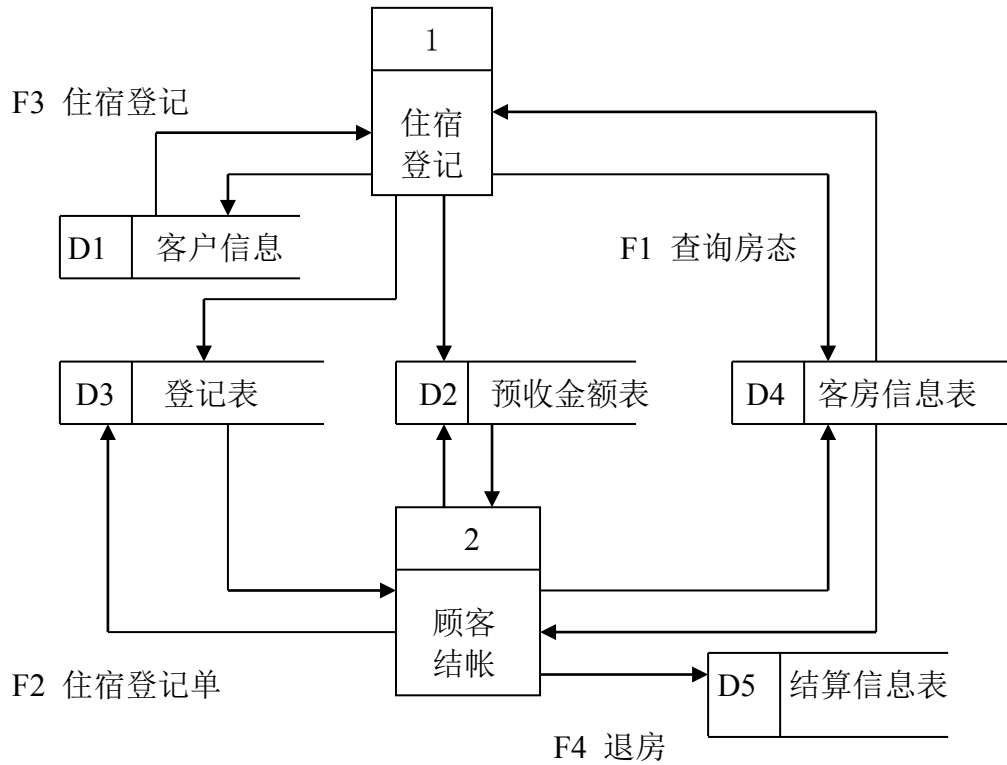 1
F3 住宿登记
住宿
登记
D1 客户信息
F1 查询房态
D3 登记表
D2 预收金额表
D4 客房信息表
2
顾客
结帐
F2 住宿登记单
D5 结算信息表
F4 退房